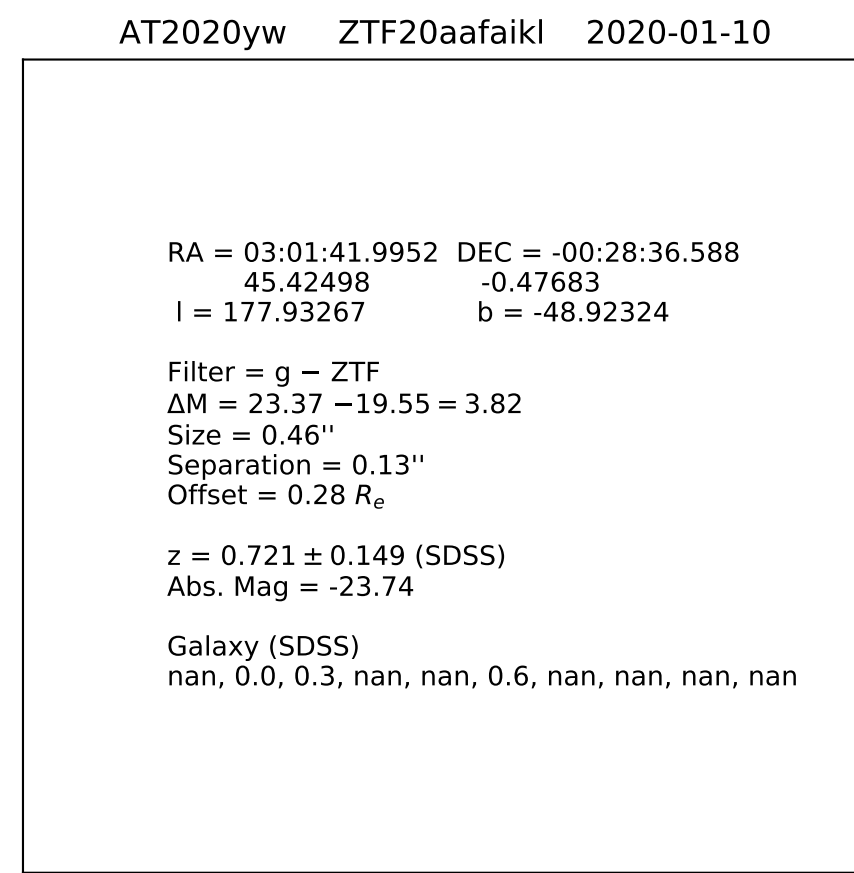 AT2020yw ZTF20aafaikl 2020-01-10
RA = 03:01:41.9952 DEC = -00:28:36.588
45.42498 -0.47683
l = 177.93267 b = -48.92324
Filter = g − ZTF
ΔM = 23.37 −19.55 = 3.82
Size = 0.46''
Separation = 0.13''
Offset = 0.28 Rₑ
z = 0.721 ± 0.149 (SDSS)
Abs. Mag = -23.74
Galaxy (SDSS)
nan, 0.0, 0.3, nan, nan, 0.6, nan, nan, nan, nan